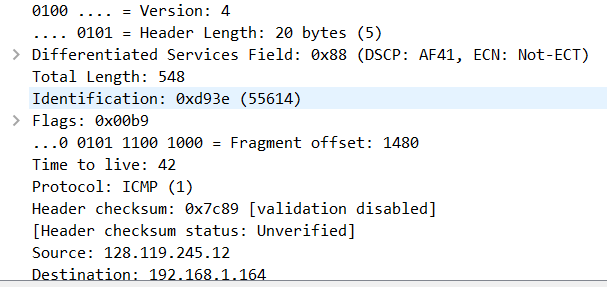 0100 .... = Version: 4
.... 0101 = Header Length: 20 bytes (5)
> Differentiated Services Field: 0x88 (DSCP: AF41, ECN: Not-ECT)
Total Length: 548
Identification: 0xd93e (55614)
> Flags: 0x00b9
...0 0101 1100 1000 = Fragment offset: 1480
Time to live: 42
Protocol: ICMP (1)
Header checksum: 0x7c89 [validation disabled]
[Header checksum status: Unverified]
Source: 128.119.245.12
Destination: 192.168.1.164